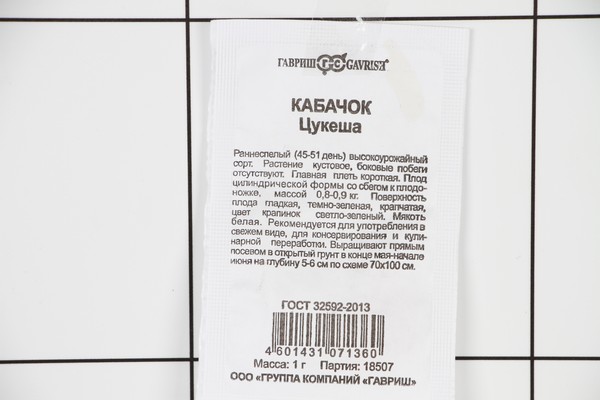 ГАВРИШ GAVRISH
КАБАЧОК
Цукеша
Раннеспелый (45-51 день) высокоурожайный
сорт. Растение кустовое, боковые побеги
отсутствуют. Главная плеть короткая. Плод
цилиндрической формы со сбегом к плодо-
ножке, массой 0,8-0,9 кг. Поверхность
плода гладкая, темно-зеленая, крапчатая,
цвет крапинок светло-зеленый. Мякоть
белая. Рекомендуется для употребления в
свежем виде, для консервирования и кули-
нарной переработки. Выращивают прямым
посевом в открытый грунт в конце мая-начале
июня на глубину 5-6 см по схеме 70х100 см.
ГОСТ 32592-2013
4 601431 071360
Масса: 1 г Партия: 18507
ООО «ГРУППА КОМПАНИЙ «ГАВРИШ»